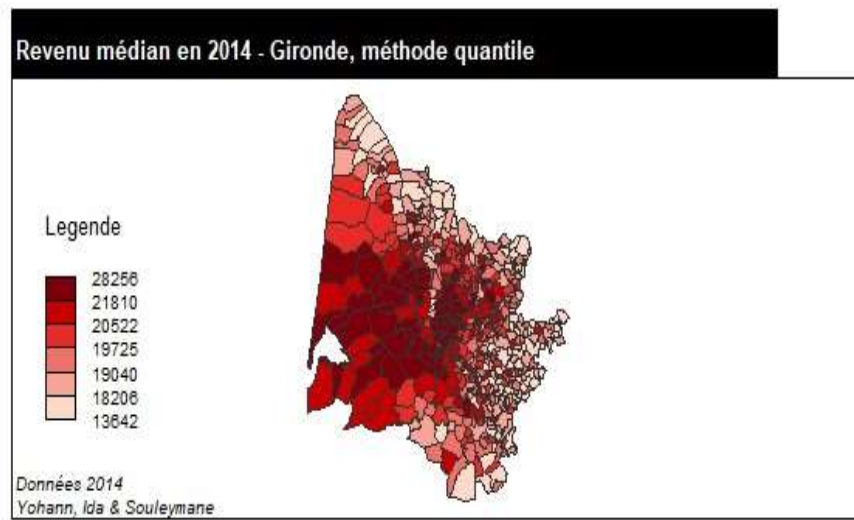 Revenu médian en 2014 - Gironde, méthode quantile
Legende
28256
21810
20522
19725
19040
18206
13642
Données 2014
Yohann, Ida & Souleymane